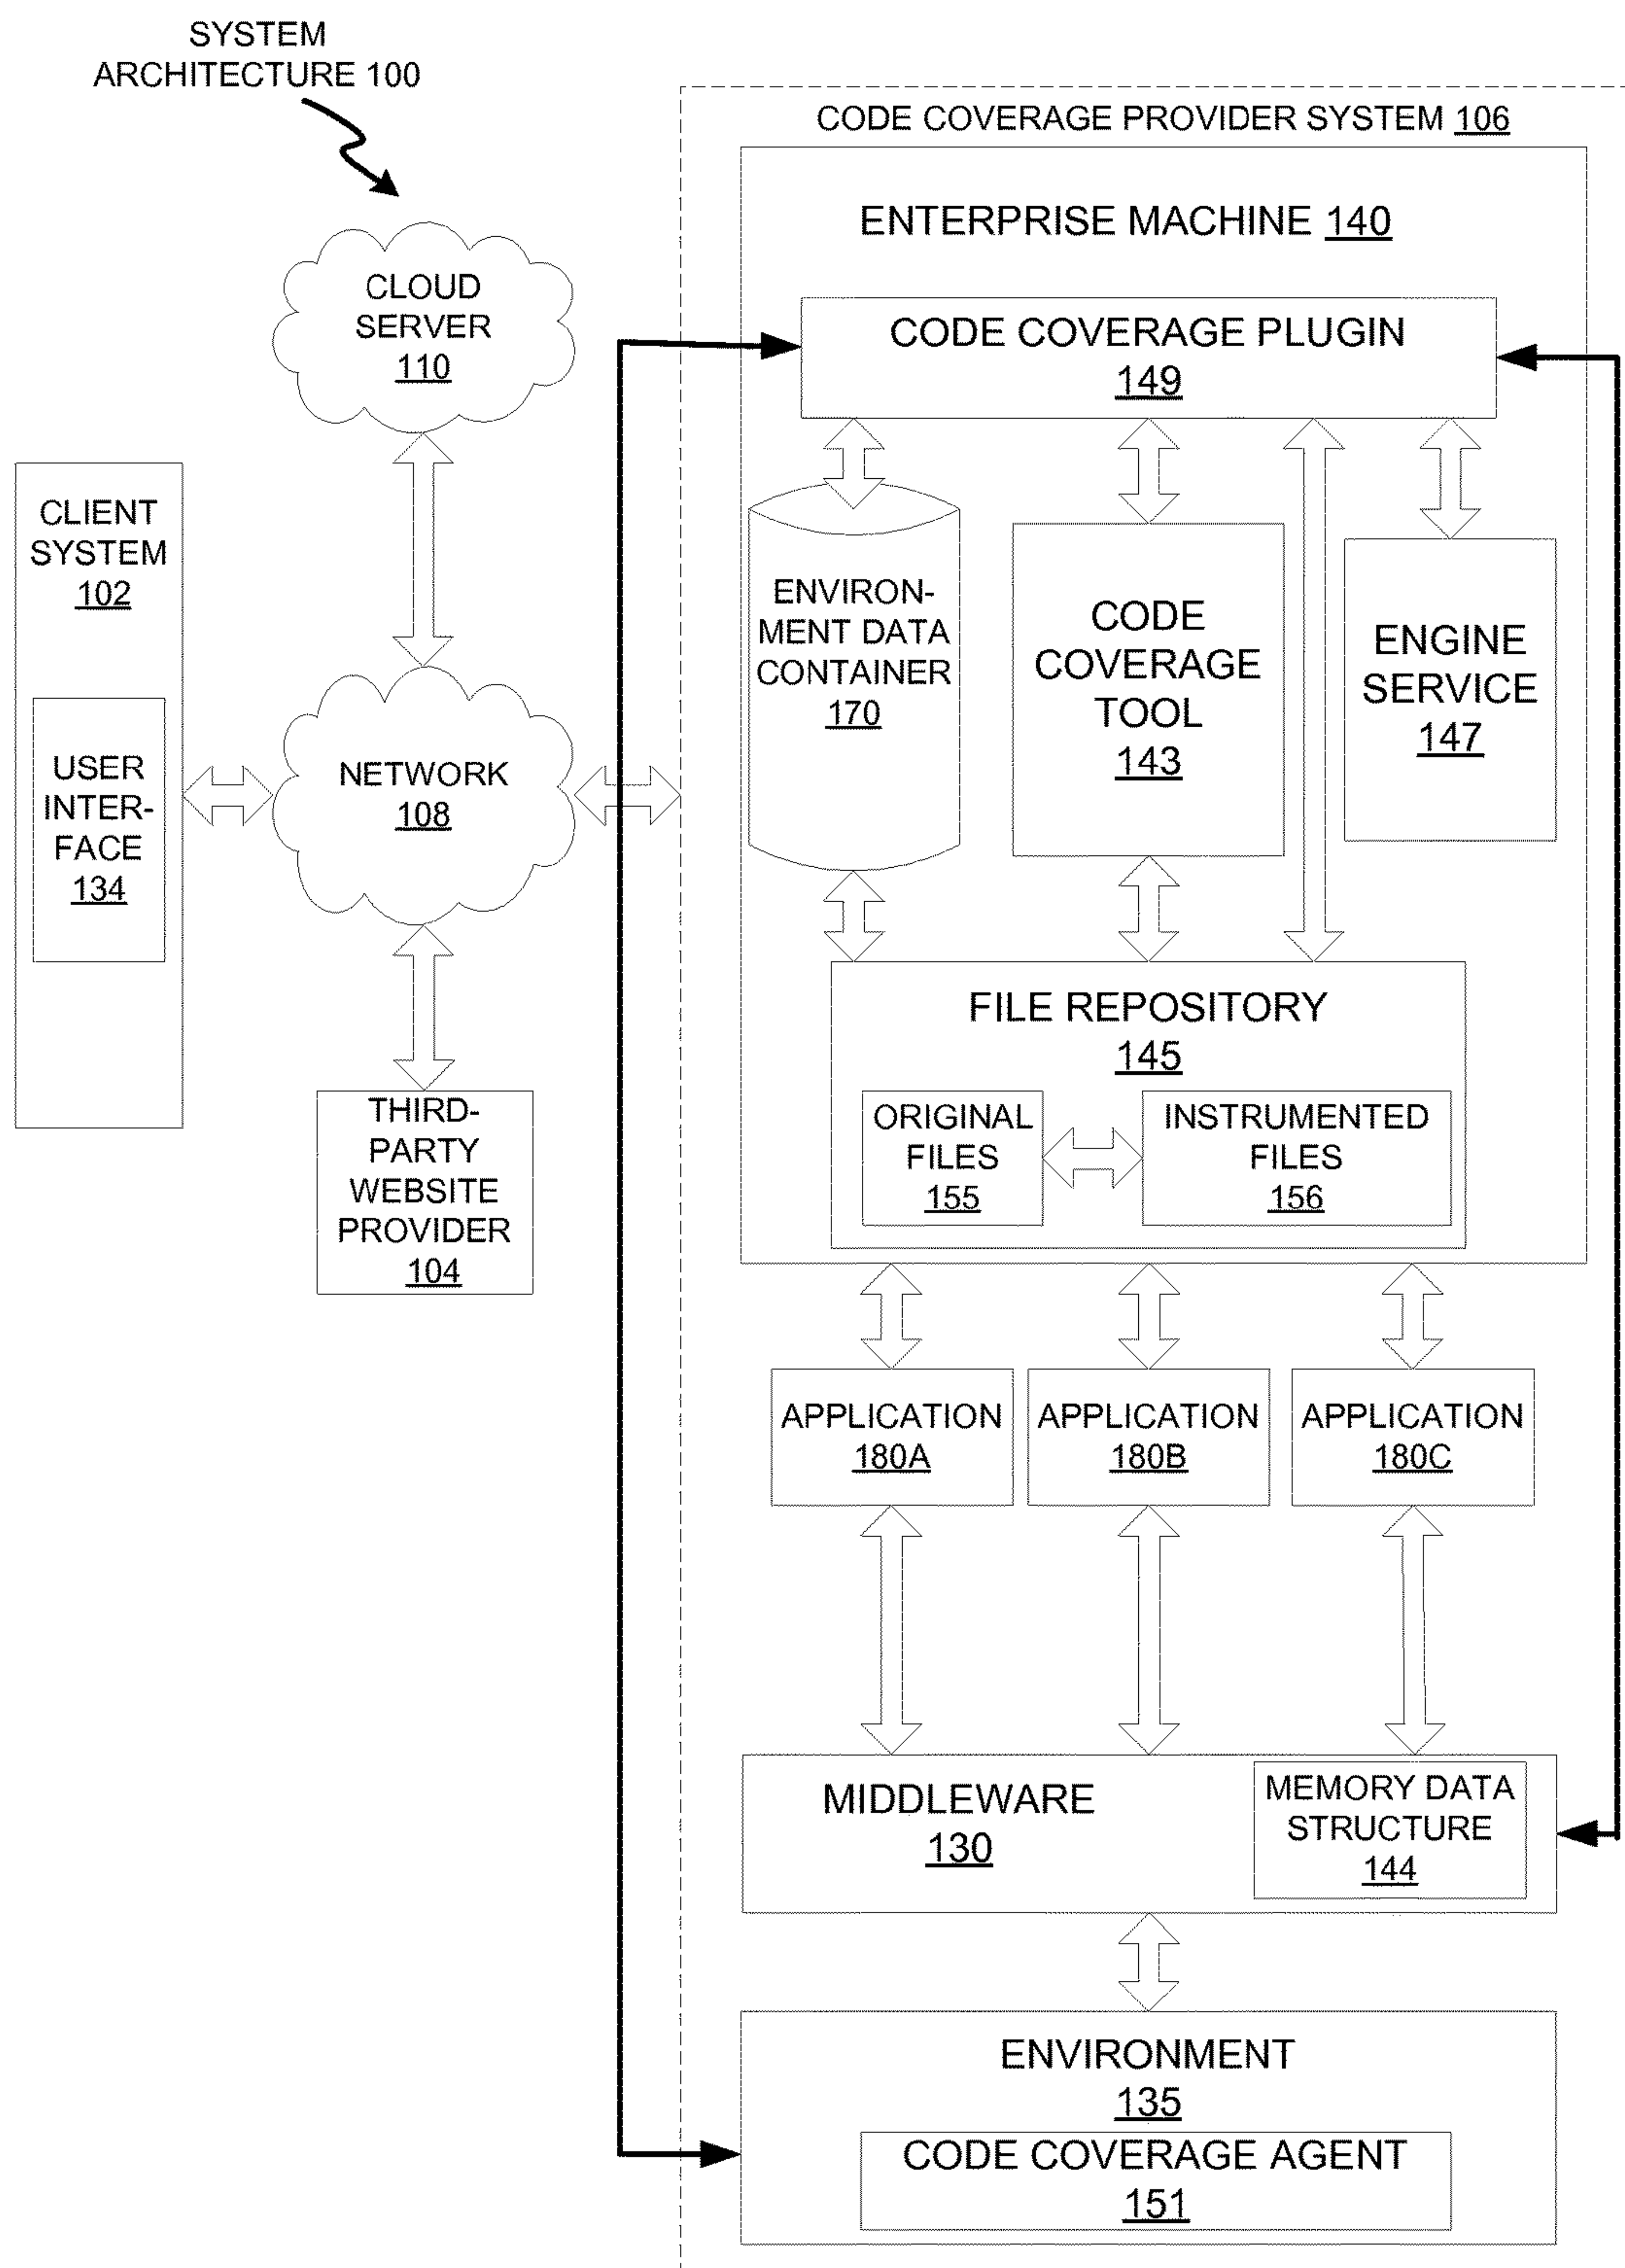 SYSTEM
ARCHITECTURE 100
CODE COVERAGE PROVIDER SYSTEM 106
ENTERPRISE MACHINE 140
CODE COVERAGE PLUGIN
149
CLOUD
SERVER
110
CLIENT
SYSTEM
102
USER
INTER-
FACE
134
NETWORK
108
THIRD-
PARTY
WEBSITE
PROVIDER
104
ENVIRON-
MENT DATA
CONTAINER
170
CODE
COVERAGE
TOOL
143
ENGINE
SERVICE
147
FILE REPOSITORY
145
ORIGINAL
FILES
155
INSTRUMENTED
FILES
156
APPLICATION
180A
APPLICATION
180B
APPLICATION
180C
MIDDLEWARE
130
MEMORY DATA
STRUCTURE
144
ENVIRONMENT
135
CODE COVERAGE AGENT
151